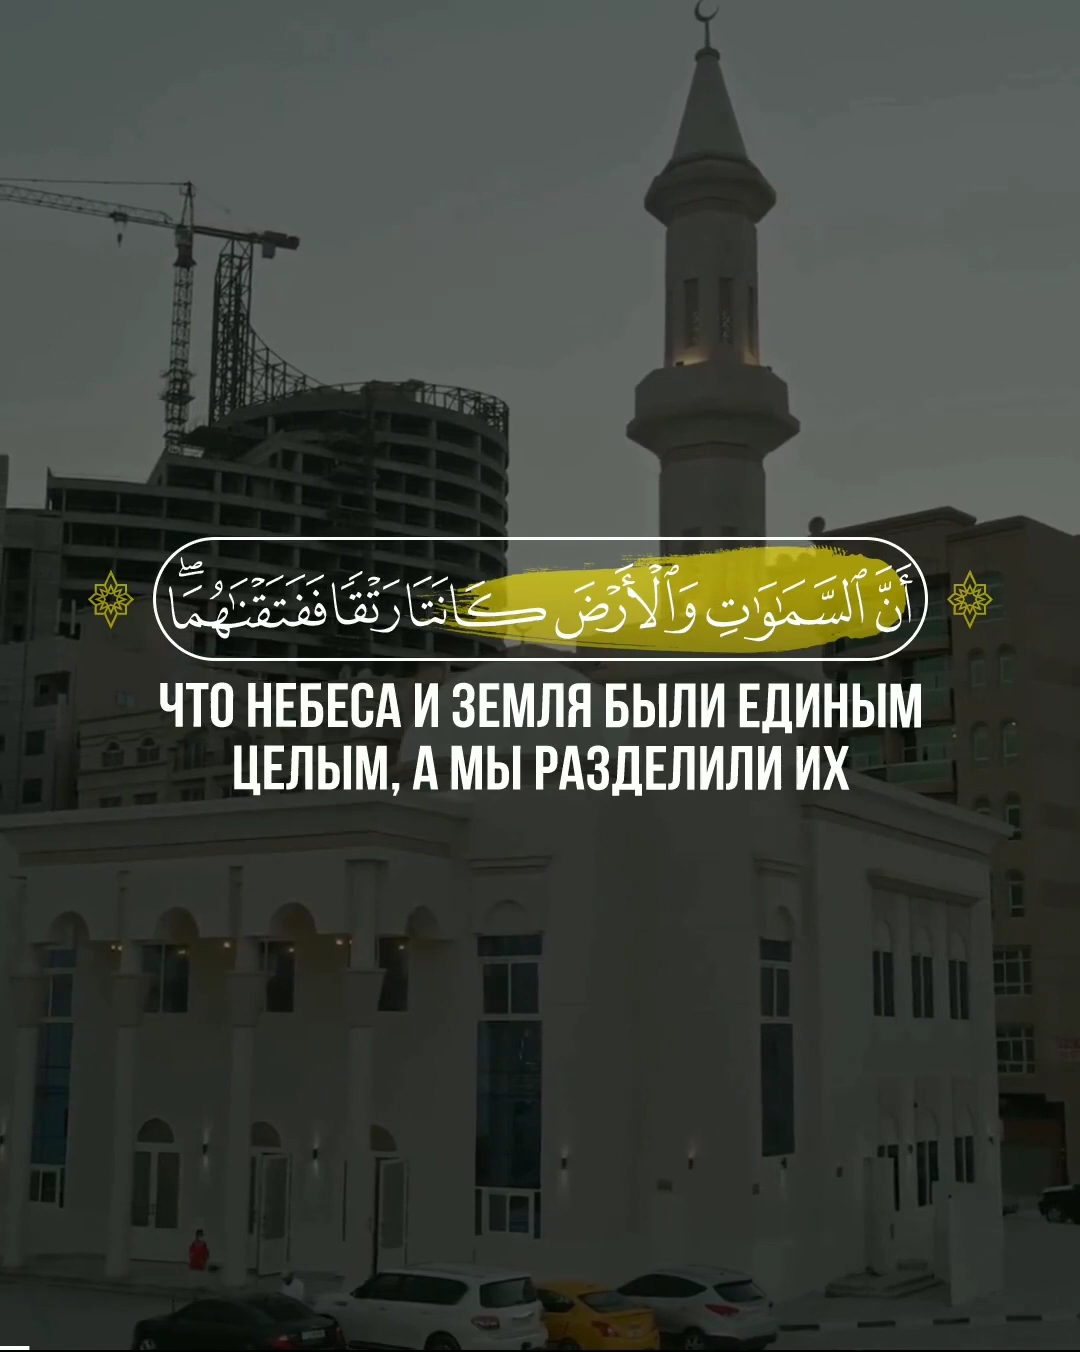 أَنَّ ٱلسَّمَٰوَٰتِ وَٱلْأَرْضَ كَانَتَا رَتْقًا فَفَتَقْنَٰهُمَا ۖ
ЧТО НЕБЕСА И ЗЕМЛЯ БЫЛИ ЕДИНЫМ
ЦЕЛЫМ, А МЫ РАЗДЕЛИЛИ ИХ